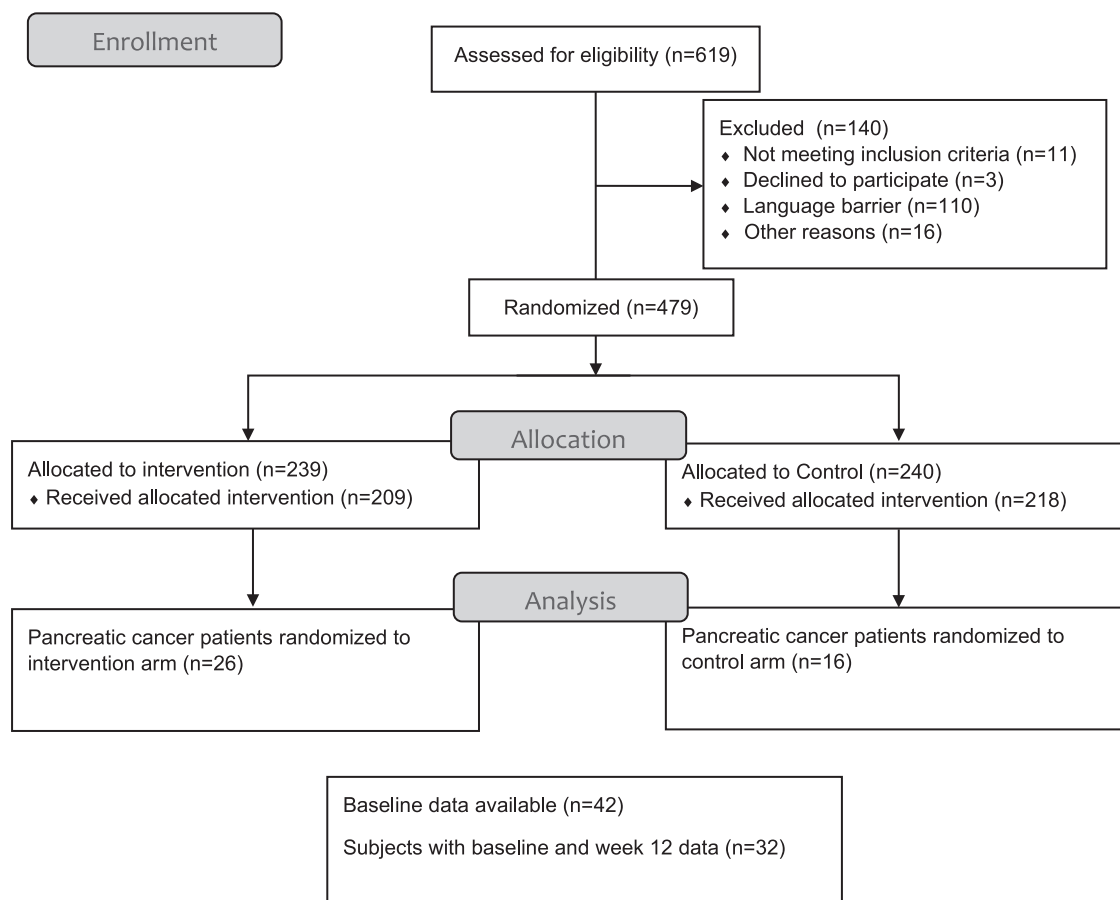 Enrollment
Assessed for eligibility (n=619)
Excluded (n=140)
♦ Not meeting inclusion criteria (n=11)
♦ Declined to participate (n=3)
♦ Language barrier (n=110)
♦ Other reasons (n=16)
Randomized (n=479)
Allocation
Allocated to intervention (n=239)
♦ Received allocated intervention (n=209)
Allocated to Control (n=240)
♦ Received allocated intervention (n=218)
Analysis
Pancreatic cancer patients randomized to
intervention arm (n=26)
Pancreatic cancer patients randomized to
control arm (n=16)
Baseline data available (n=42)
Subjects with baseline and week 12 data (n=32)